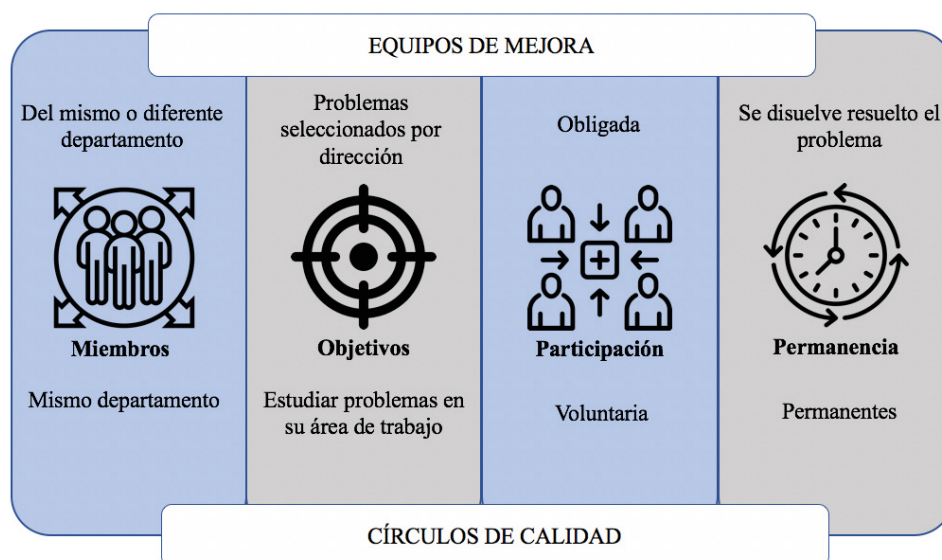 EQUIPOS DE MEJORA
Del mismo o diferente
departamento
Miembros
Mismo departamento
Problemas
seleccionados por
dirección
Objetivos
Estudiar problemas en
su área de trabajo
Obligada
Participación
Voluntaria
Se disuelve resuelto el
problema
Permanencia
Permanentes
CÍRCULOS DE CALIDAD